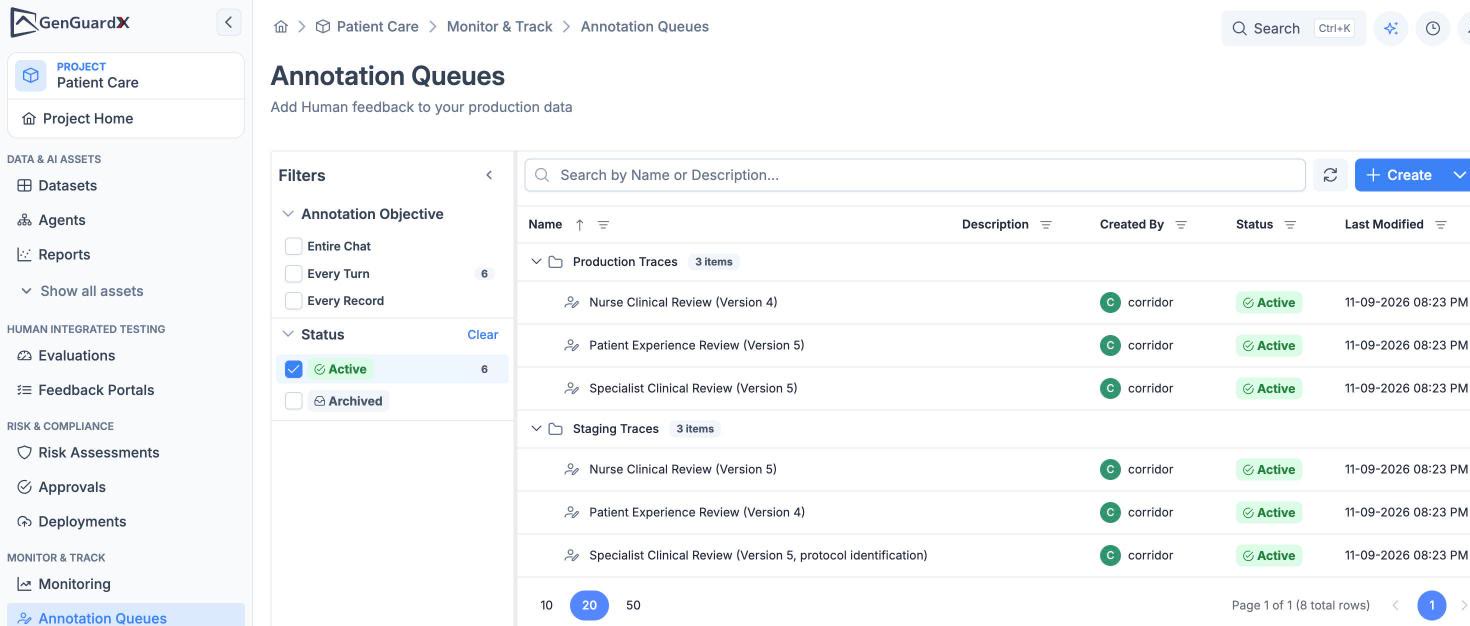 GenGuardX
PROJECT
Patient Care
Project Home
DATA & AI ASSETS
Datasets
Agents
Reports
Show all assets
HUMAN INTEGRATED TESTING
Evaluations
Feedback Portals
RISK & COMPLIANCE
Risk Assessments
Approvals
Deployments
MONITOR & TRACK
Monitoring
Annotation Queues
Patient Care > Monitor & Track > Annotation Queues
Search Ctrl+K
Annotation Queues
Add Human feedback to your production data
Filters
Annotation Objective
Entire Chat
Every Turn 6
Every Record
Status Clear
Active 6
Archived
Search by Name or Description...
Create
Name Description Created By Status Last Modified
Production Traces 3 items
Nurse Clinical Review (Version 4) C corridor Active 11-09-2026 08:23 PM
Patient Experience Review (Version 5) C corridor Active 11-09-2026 08:23 PM
Specialist Clinical Review (Version 5) C corridor Active 11-09-2026 08:23 PM
Staging Traces 3 items
Nurse Clinical Review (Version 5) C corridor Active 11-09-2026 08:23 PM
Patient Experience Review (Version 4) C corridor Active 11-09-2026 08:23 PM
Specialist Clinical Review (Version 5, protocol identification) C corridor Active 11-09-2026 08:23 PM
10 20 50 Page 1 of 1 (8 total rows) 1